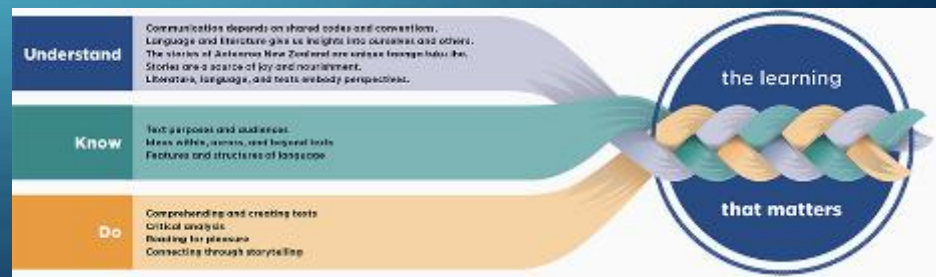 Understand
Communication depends on shared codes and conventions.
Language and literature give us insights into ourselves and others.
The stories of Aotearoa New Zealand are unique taonga tuku iho.
Stories are a source of joy and nourishment.
Literature, language, and texts embody perspectives.
Know
Text purposes and audiences
Ideas within, across, and beyond texts
Features and structures of language
Do
Comprehending and creating texts
Critical analysis
Reading for pleasure
Connecting through storytelling
the learning
that matters